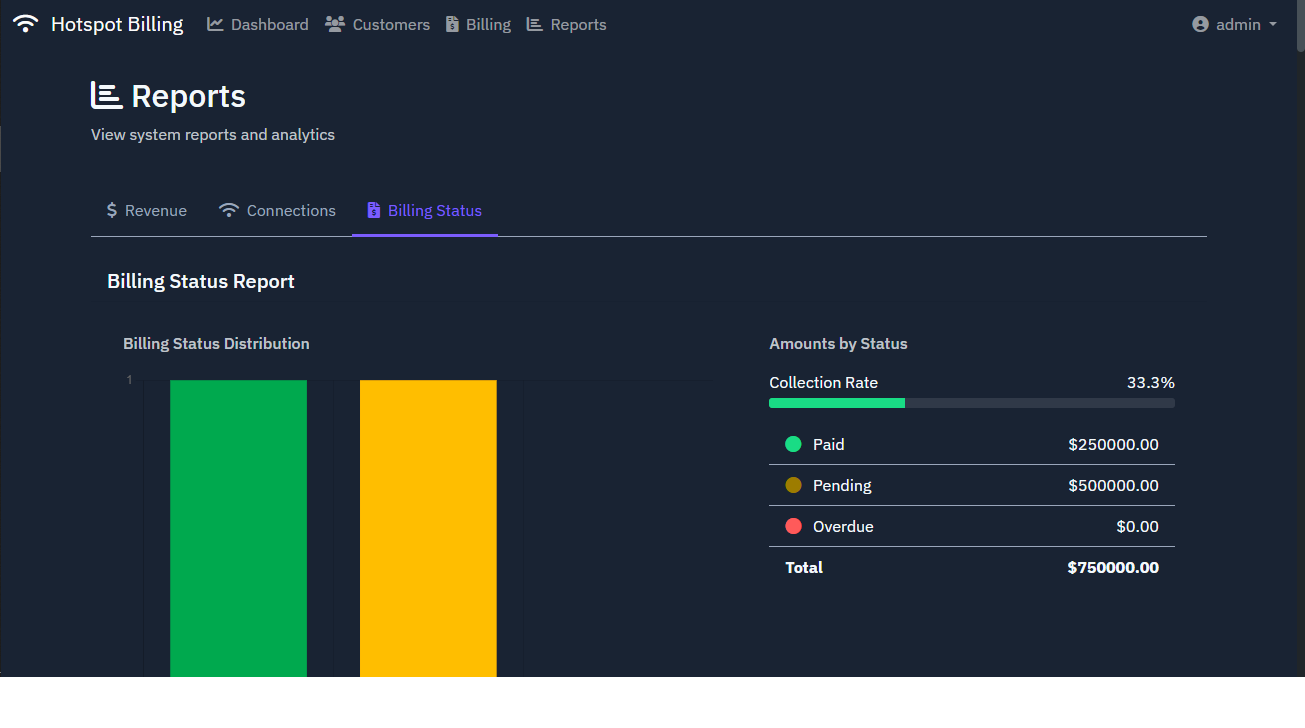 Hotspot Billing Dashboard Customers Billing Reports admin
Reports
View system reports and analytics
Revenue Connections Billing Status
Billing Status Report
Billing Status Distribution
1
Amounts by Status
Collection Rate 33.3%
Paid $250000.00
Pending $500000.00
Overdue $0.00
Total $750000.00